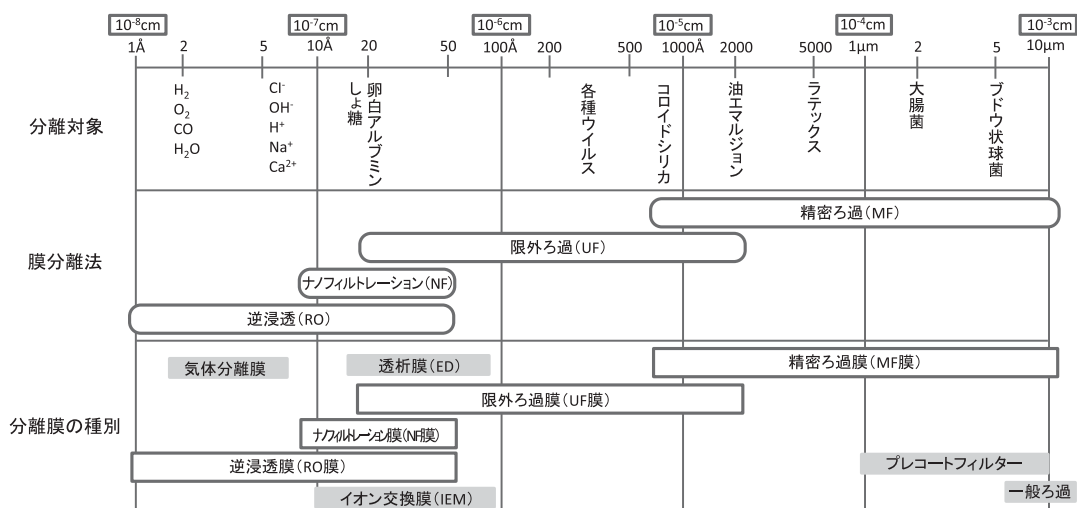 10⁻⁸cm 10⁻⁷cm 10⁻⁶cm 10⁻⁵cm 10⁻⁴cm 10⁻³cm
1Å 2 5 10Å 20 50 100Å 200 500 1000Å 2000 5000 1μm 2 5 10μm
分離対象
H₂
O₂
CO
H₂O
Cl⁻
OH⁻
H⁺
Na⁺
Ca²⁺
しょ糖
卵白アルブミン
各種ウイルス
コロイドシリカ
油エマルジョン
ラテックス
大腸菌
ブドウ状球菌
膜分離法
精密ろ過(MF)
限外ろ過(UF)
ナノフィルトレーション(NF)
逆浸透(RO)
分離膜の種別
気体分離膜
透析膜(ED)
精密ろ過膜(MF膜)
限外ろ過膜(UF膜)
ナノフィルトレーション膜(NF膜)
逆浸透膜(RO膜)
プレコートフィルター
イオン交換膜(IEM)
一般ろ過